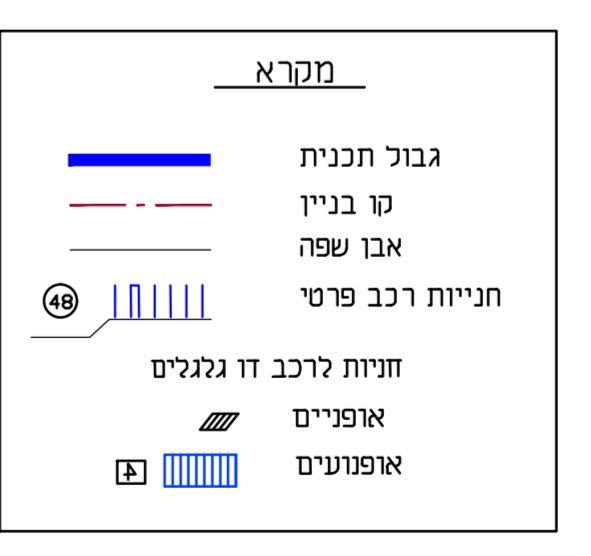 מקרא
גבול תכנית
קו בניין
אבן שפה
חנייות רכב פרטי 48
חניות לרכב דו גלגלים
אופניים
אופנועים 4